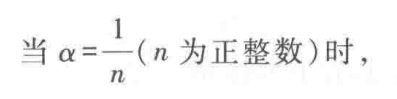 当 α=1/n(n 为正整数)时,